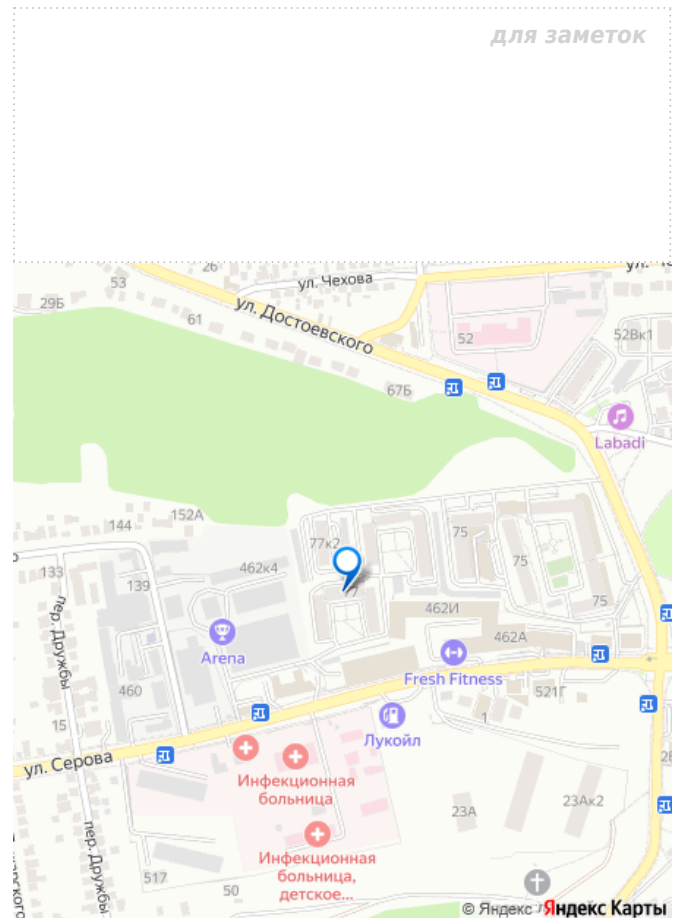 для заметок
26
53
ул. Чехова
29Б
ул. Достоевского
61
52
52Вк1
67Б
Labadi
152А
144
75
77к2
75
462к4
133
139
77
75
462И
пер. Дружбы
462А
Arena
Fresh Fitness
460
521Г
15
1
Лукойл
ул. Серова
Инфекционная
больница
23А
23Ак2
пер. Дружбы
Инфекционная
больница,
детское...
517
50
© Яндекс
Яндекс Карты